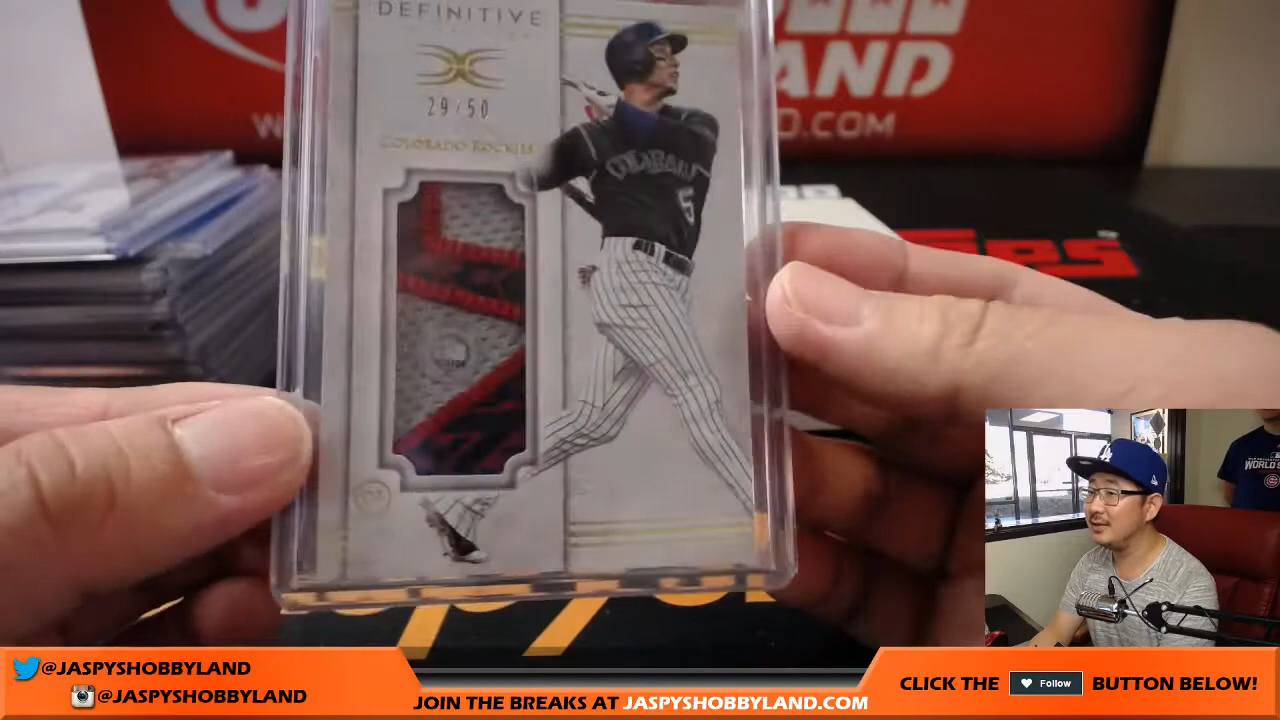 DEFINITIVE
29/50
COLORADO ROCKIES
COLORADO
5
LAND
W
D.COM
LA
WORLD S
@JASPYSHOBBYLAND
@JASPYSHOBBYLAND
JOIN THE BREAKS AT JASPYSHOBBYLAND.COM
CLICK THE Follow BUTTON BELOW!